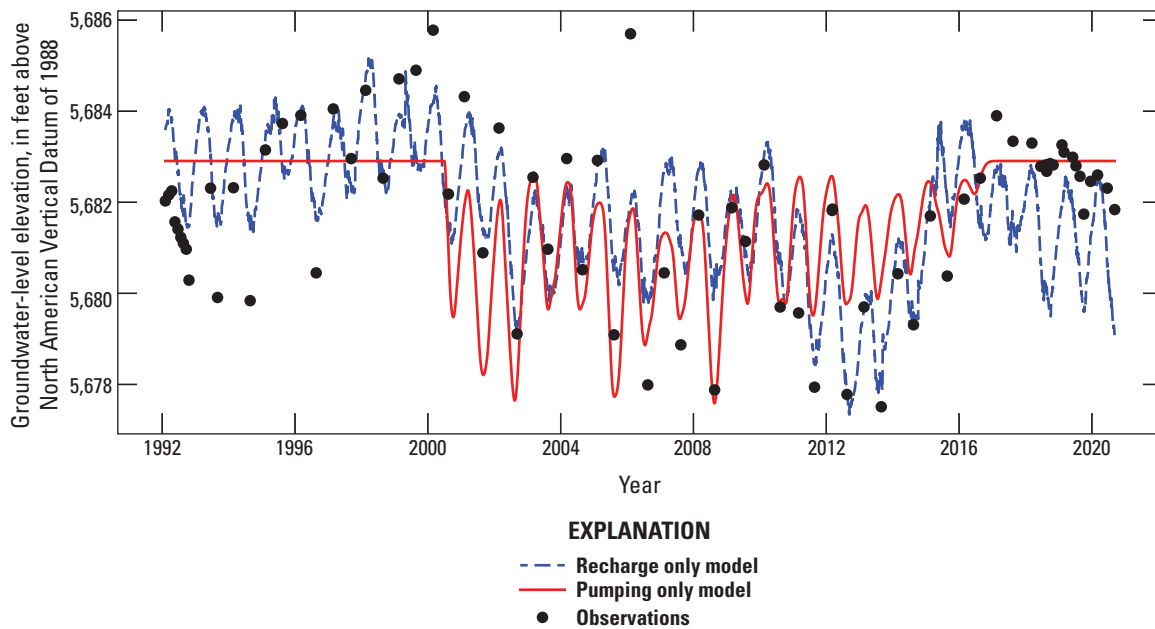 Groundwater-level elevation, in feet above
North American Vertical Datum of 1988
5,686
5,684
5,682
5,680
5,678
1992 1996 2000 2004 2008 2012 2016 2020
Year
EXPLANATION
Recharge only model
Pumping only model
Observations